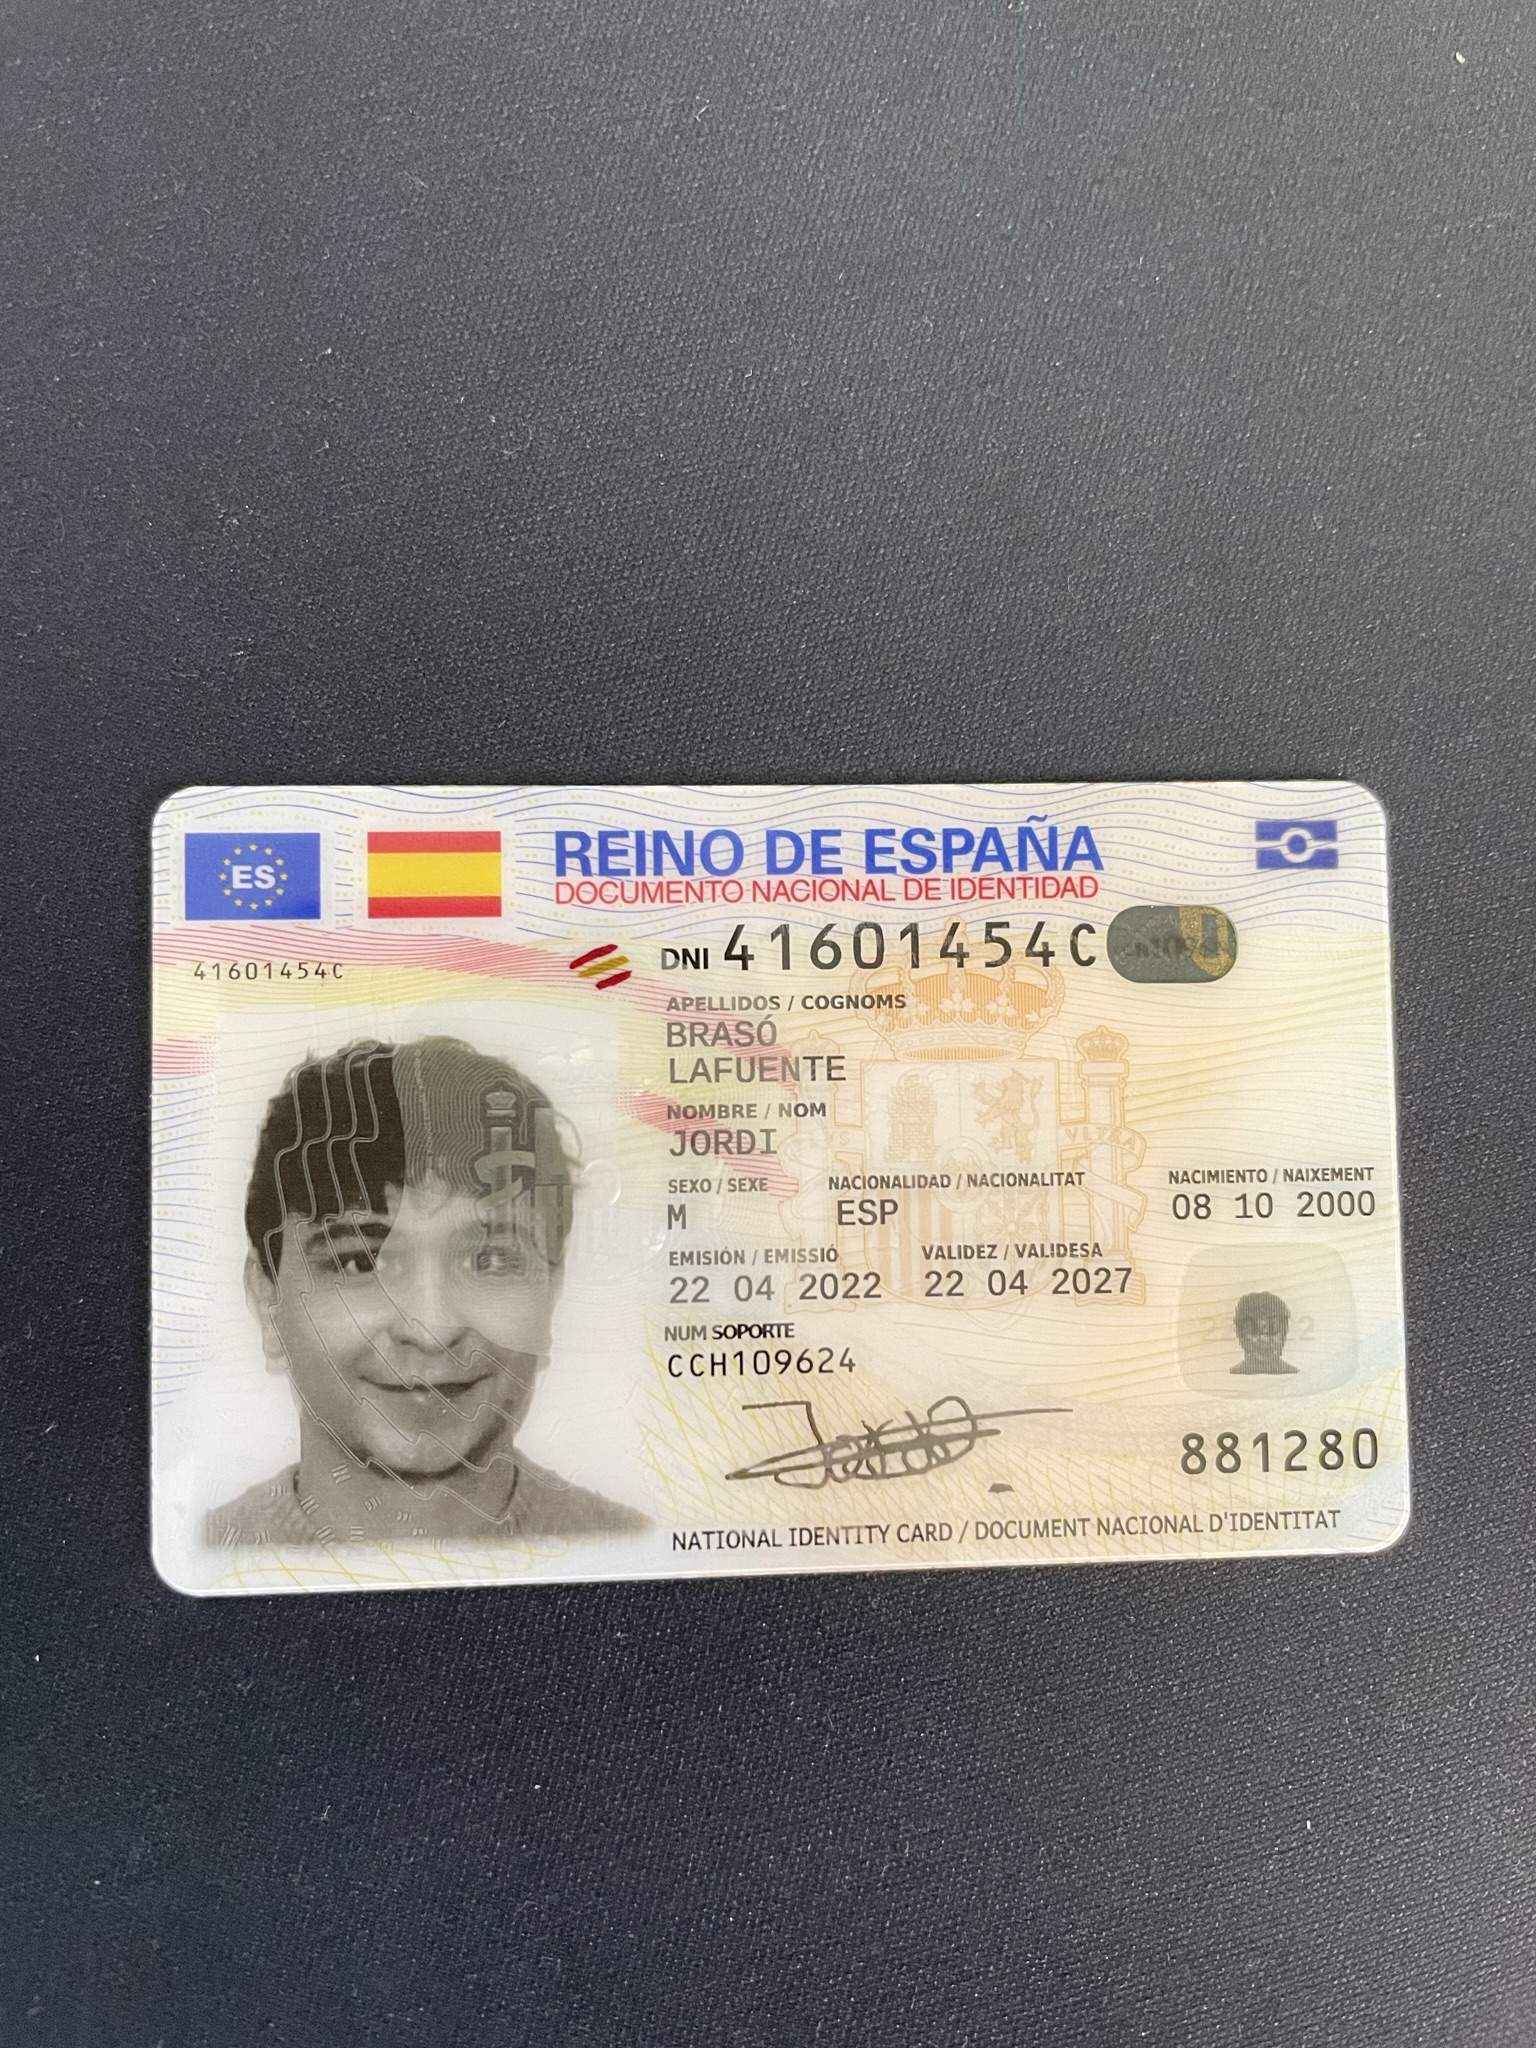 ES
REINO DE ESPAÑA
DOCUMENTO NACIONAL DE IDENTIDAD
DNI 41601454C
41601454C
APELLIDOS / COGNOMS
BRASÓ
LAFUENTE
NOMBRE / NOM
JORDI
SEXO / SEXE NACIONALIDAD / NACIONALITAT NACIMIENTO / NAIXEMENT
M ESP 08 10 2000
EMISIÓN / EMISSIÓ VALIDEZ / VALIDESA
22 04 2022 22 04 2027
NUM SOPORTE
CCH109624
881280
NATIONAL IDENTITY CARD / DOCUMENT NACIONAL D'IDENTITAT